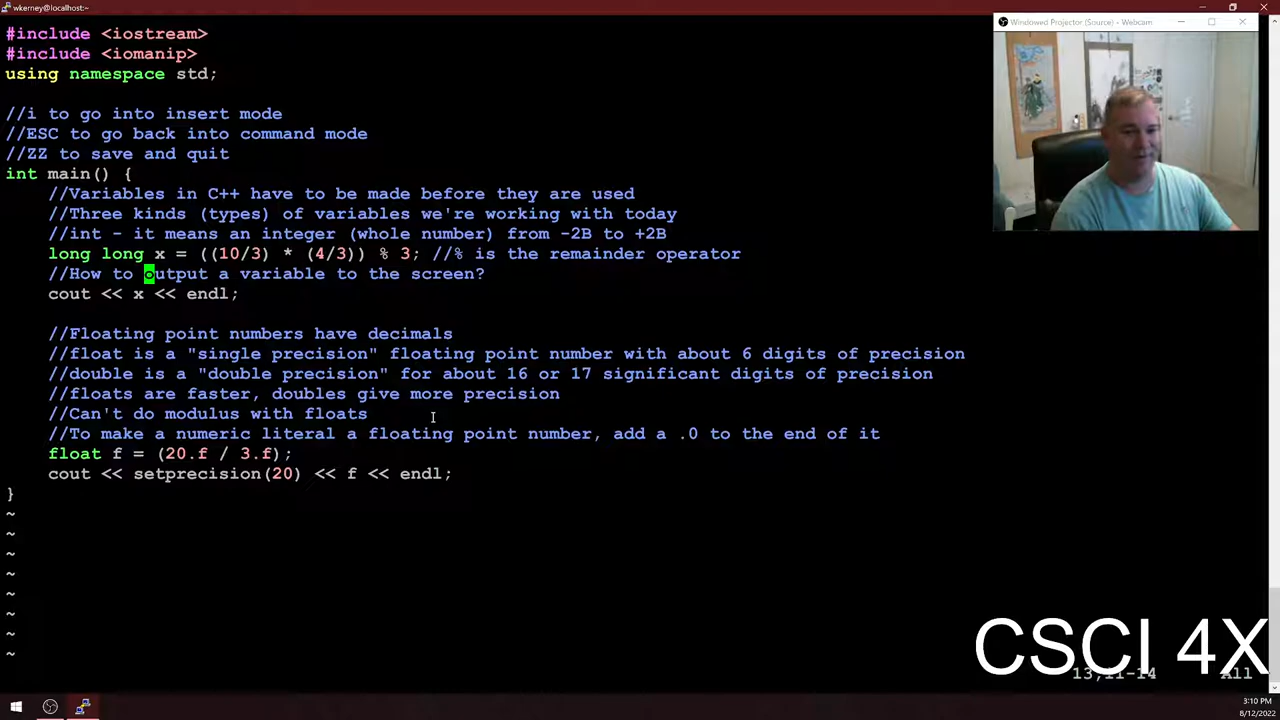 wkerney@localhost:~
#include <iostream>
#include <iomanip>
using namespace std;
//i to go into insert mode
//ESC to go back into command mode
//ZZ to save and quit
int main() {
//Variables in C++ have to be made before they are used
//Three kinds (types) of variables we're working with today
//int - it means an integer (whole number) from -2B to +2B
long long x = ((10/3) * (4/3)) % 3; //% is the remainder operator
//How to output a variable to the screen?
cout << x << endl;
//Floating point numbers have decimals
//float is a "single precision" floating point number with about 6 digits of precision
//double is a "double precision" for about 16 or 17 significant digits of precision
//floats are faster, doubles give more precision
//Can't do modulus with floats
//To make a numeric literal a floating point number, add a .0 to the end of it
float f = (20.f / 3.f);
cout << setprecision(20) << f << endl;
}
~
~
~
~
~
~
~
~
Windowed Projector (Source) - Webcam
CSCI 4X
13,11-14 All
3:10 PM
8/12/2022